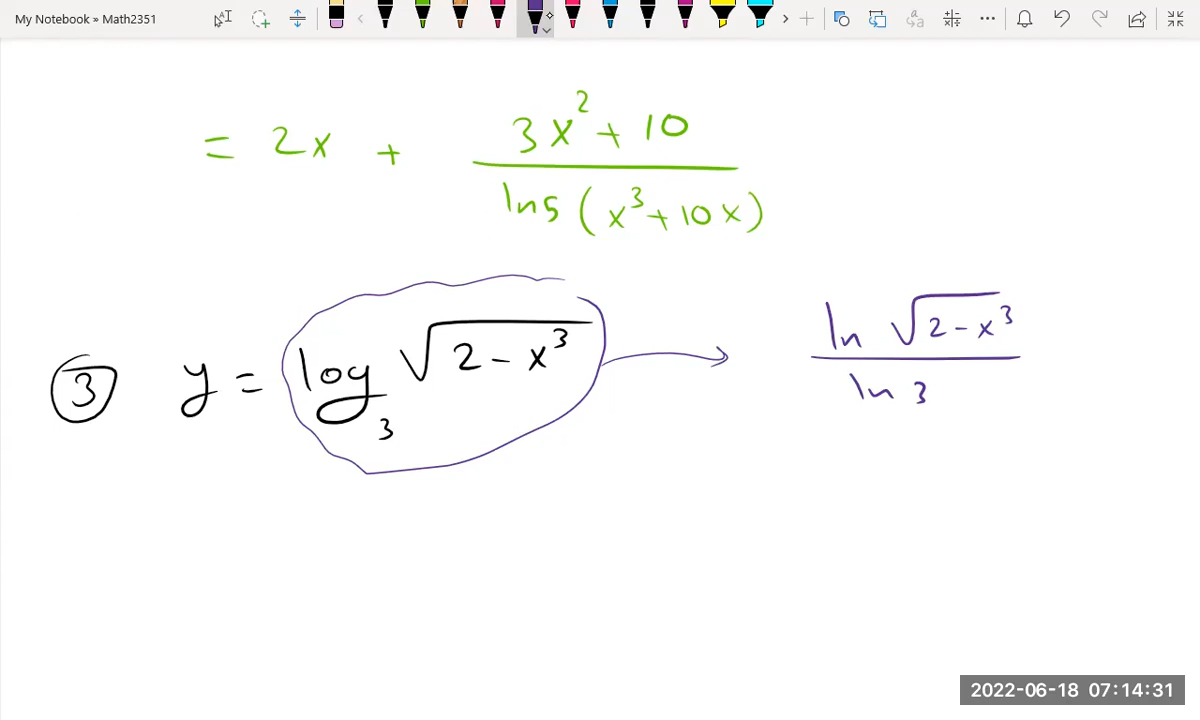 My Notebook » Math2351
= 2x + (3x² + 10) / (ln5 (x³ + 10x))
③ y = log₃ √(2 - x³) → (ln √(2 - x³)) / (ln 3)
2022-06-18 07:14:31